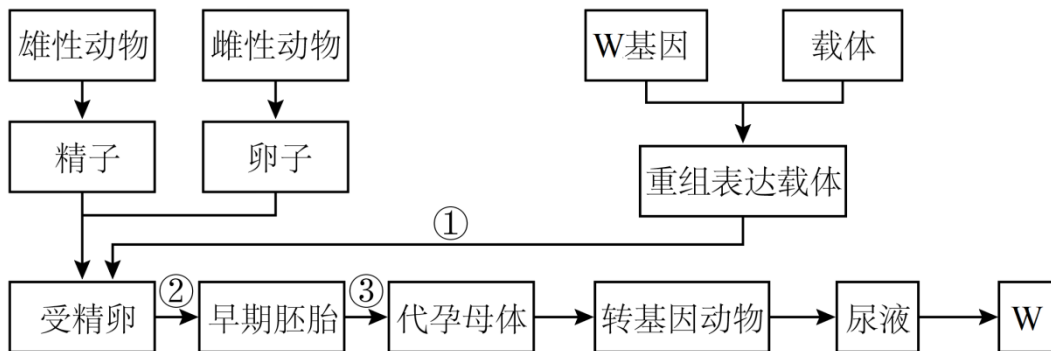 雄性动物
雌性动物
W基因
载体
精子
卵子
重组表达载体
①
受精卵
②
早期胚胎
③
代孕母体
转基因动物
尿液
W